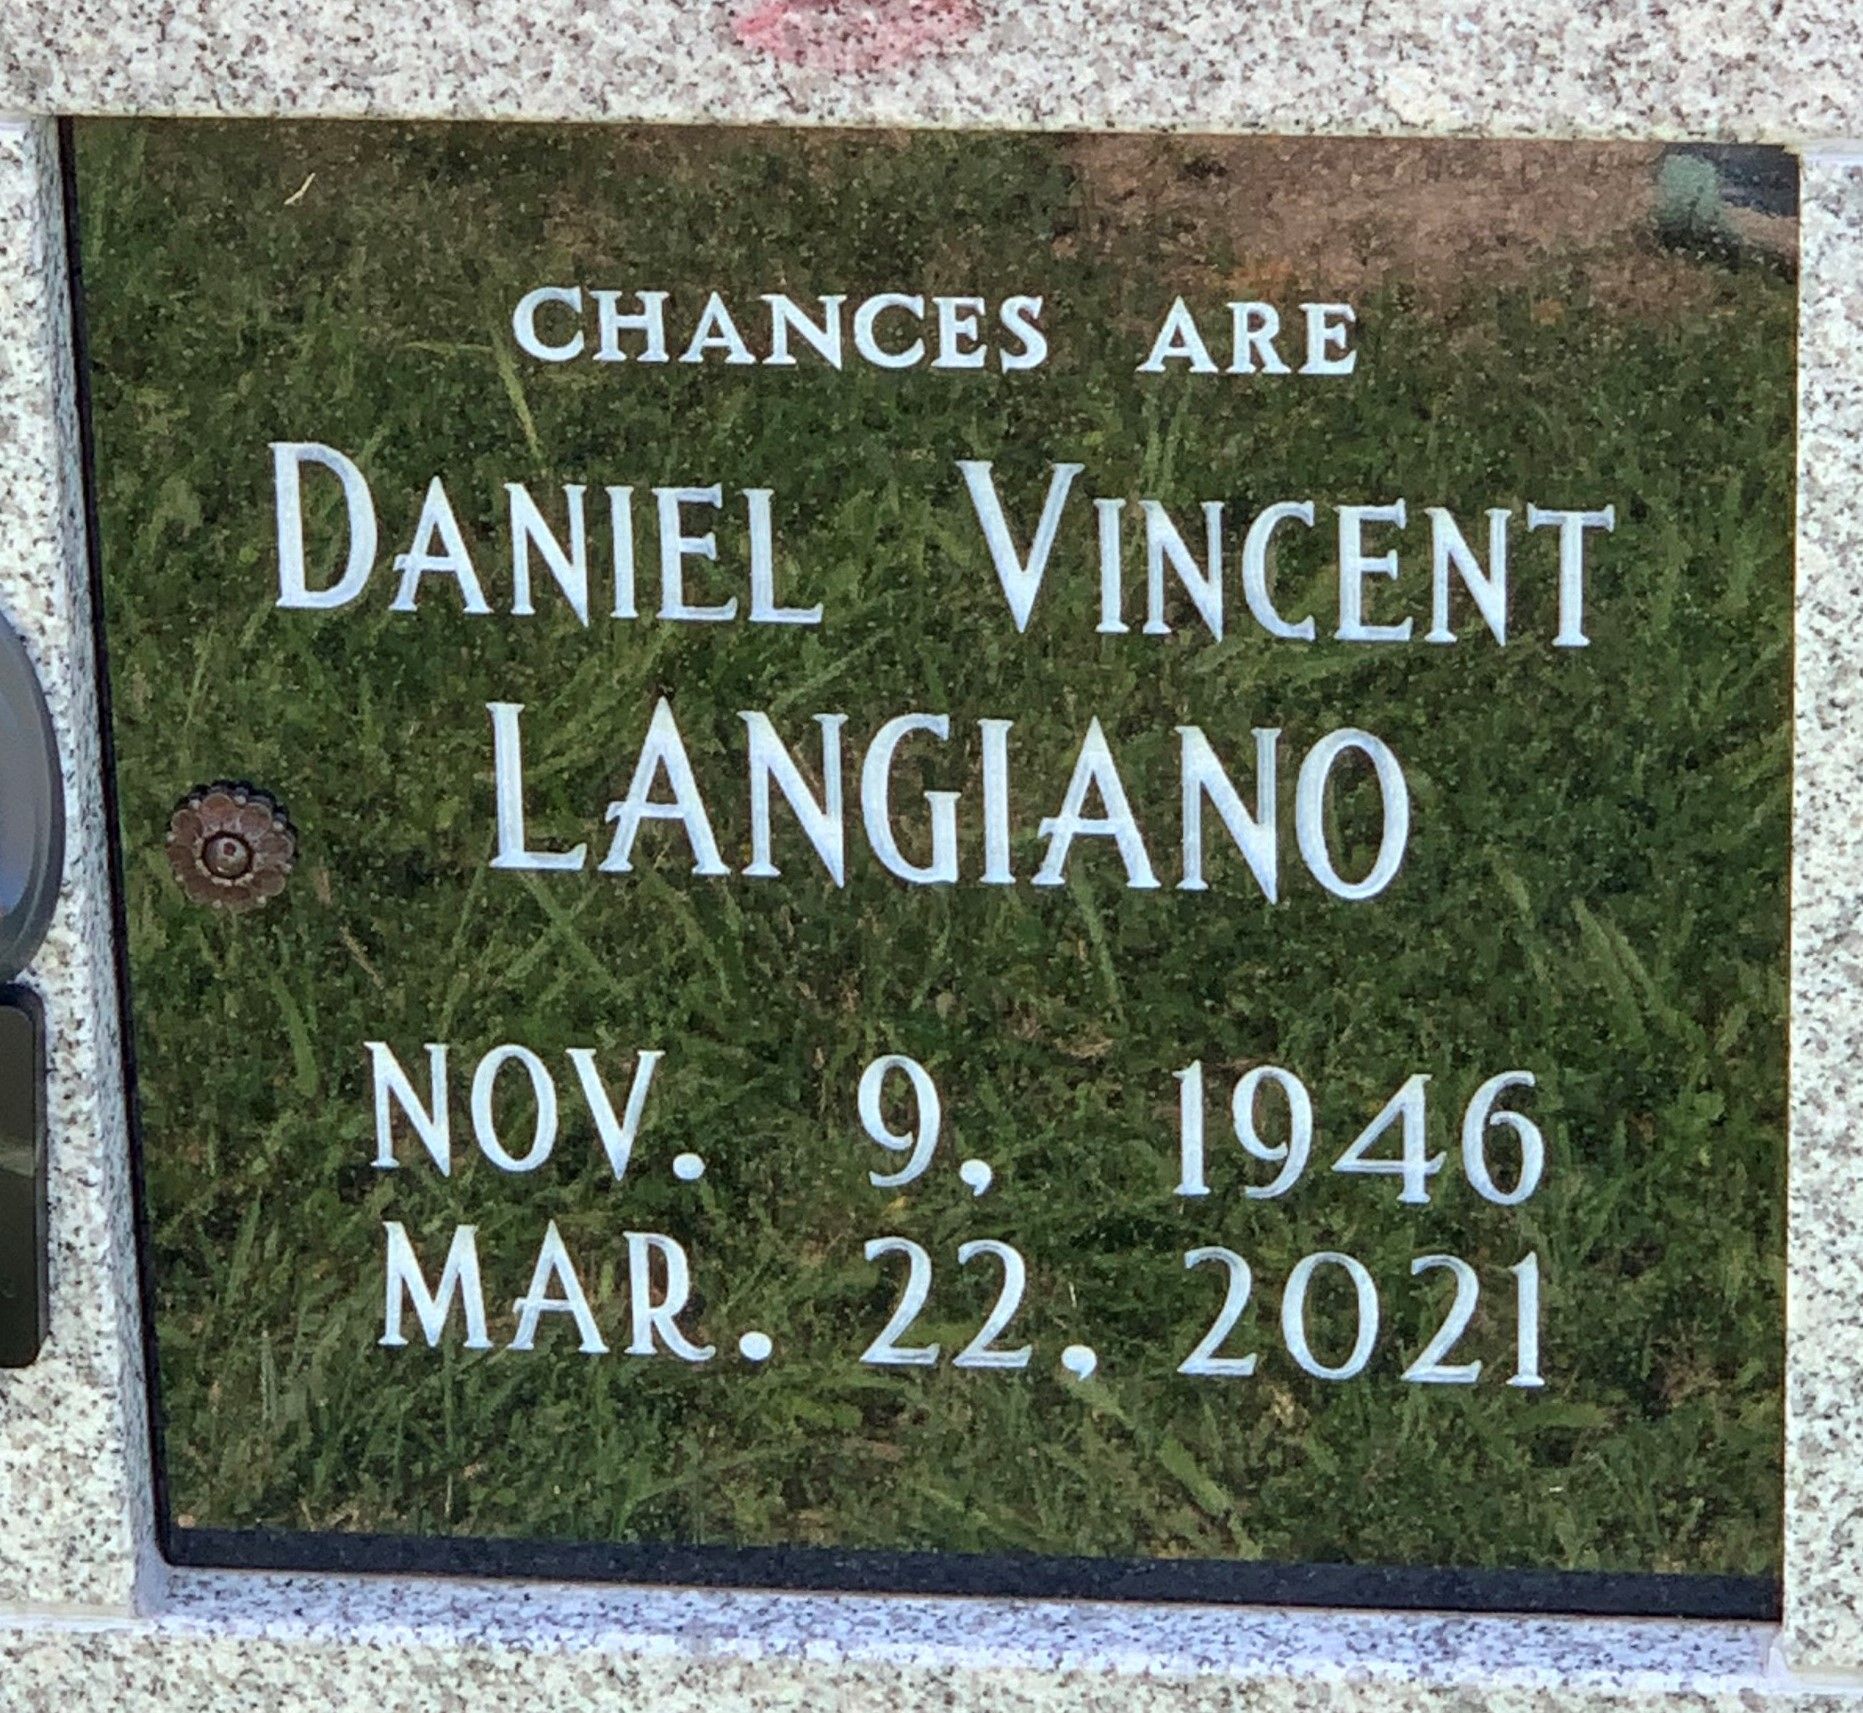 CHANCES ARE
DANIEL VINCENT
LANGIANO
NOV. 9, 1946
MAR. 22, 2021